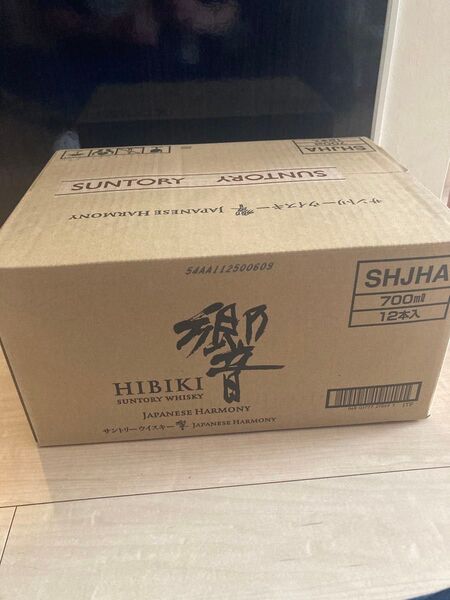 SHJHA
SUNTORY SUNTORY
サントリーウイスキー響 JAPANESE HARMONY
54AA112500609
SHJHA
700ml
12本入
響
HIBIKI
SUNTORY WHISKY
JAPANESE HARMONY
サントリーウイスキー響 JAPANESE HARMONY